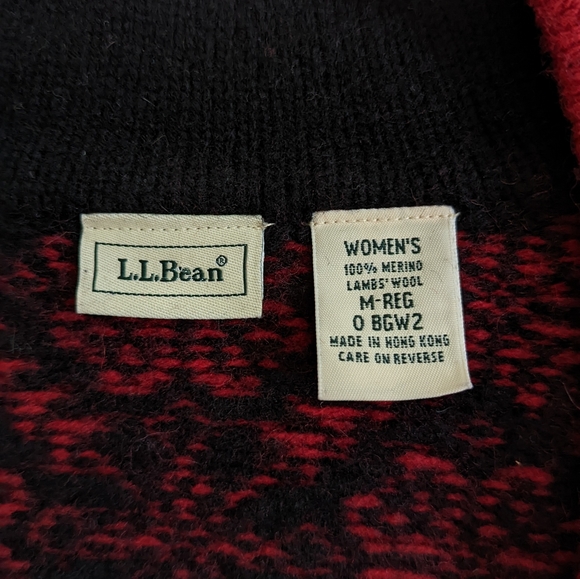 L.L.Bean®
WOMEN'S
100% MERINO
LAMBS' WOOL
M-REG
0 BGW2
MADE IN HONG KONG
CARE ON REVERSE